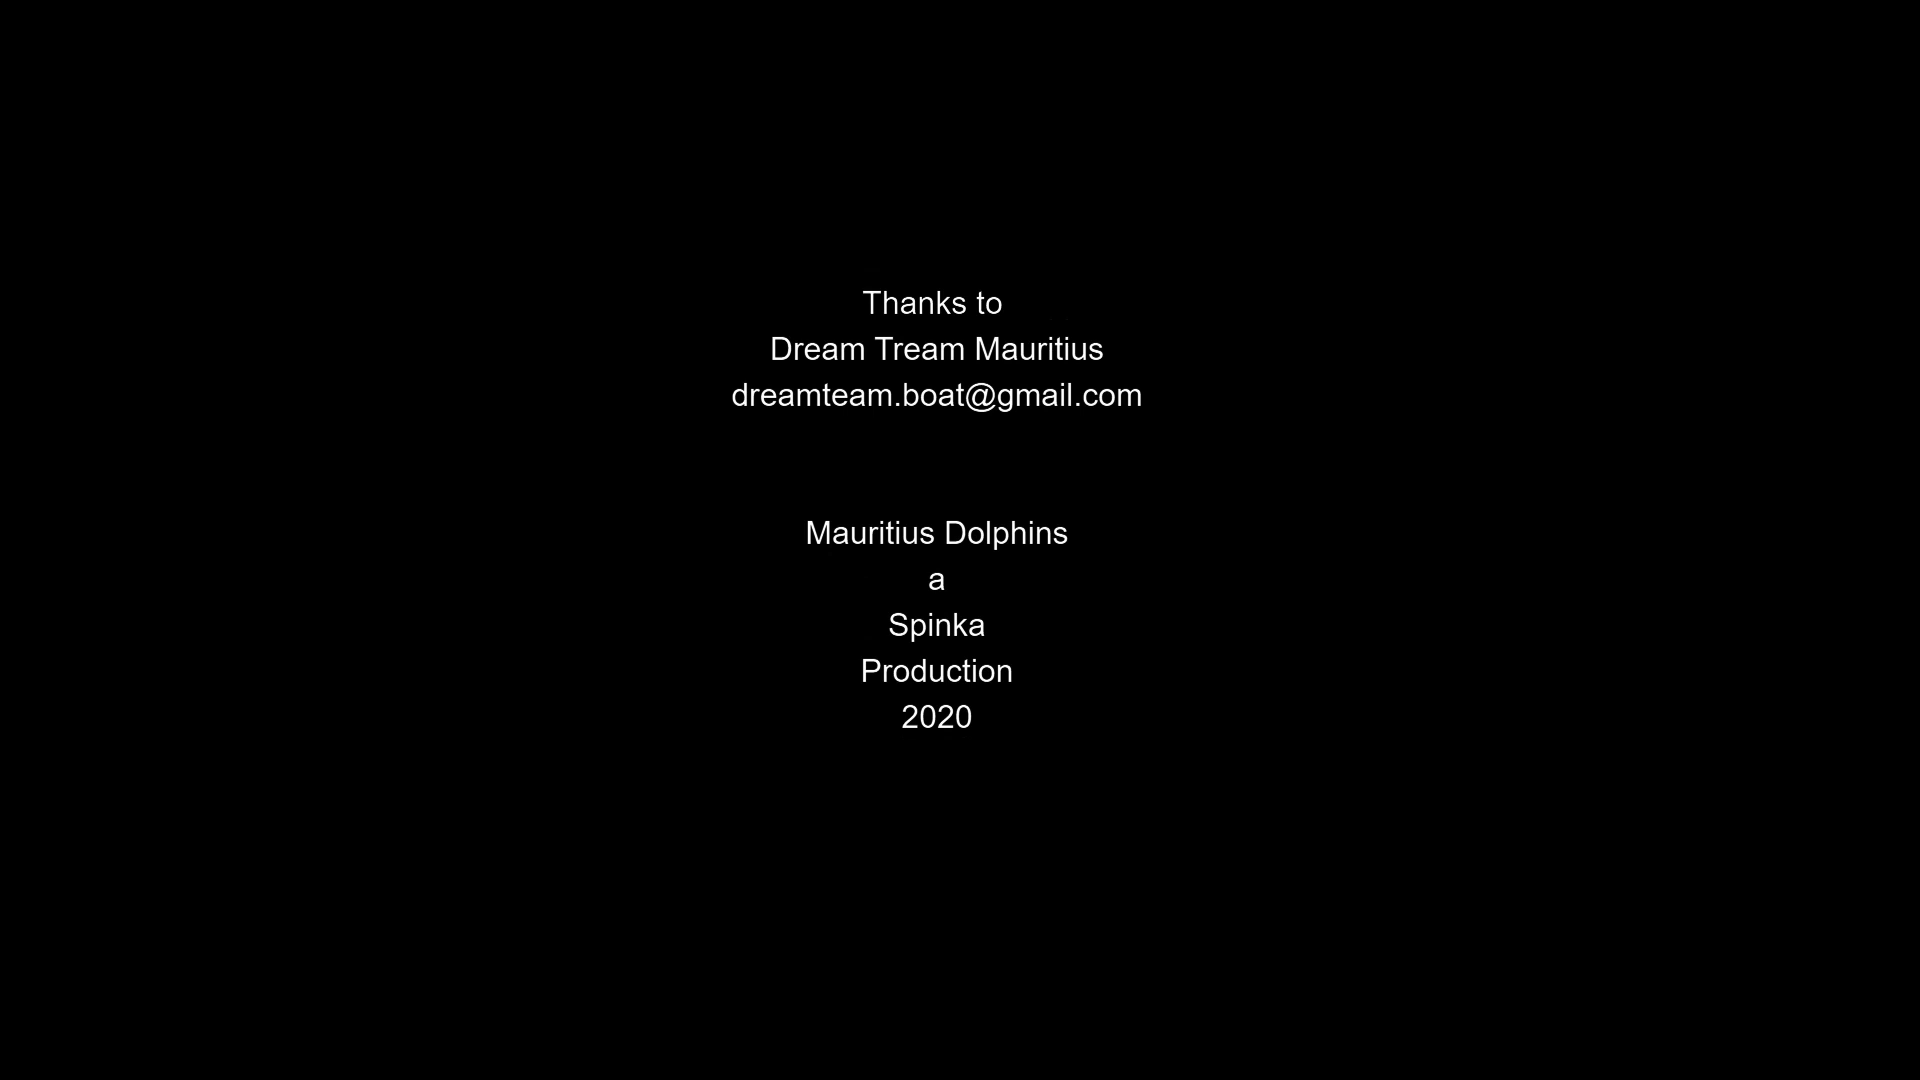 Thanks to
Dream Tream Mauritius
dreamteam.boat@gmail.com
Mauritius Dolphins
a
Spinka
Production
2020